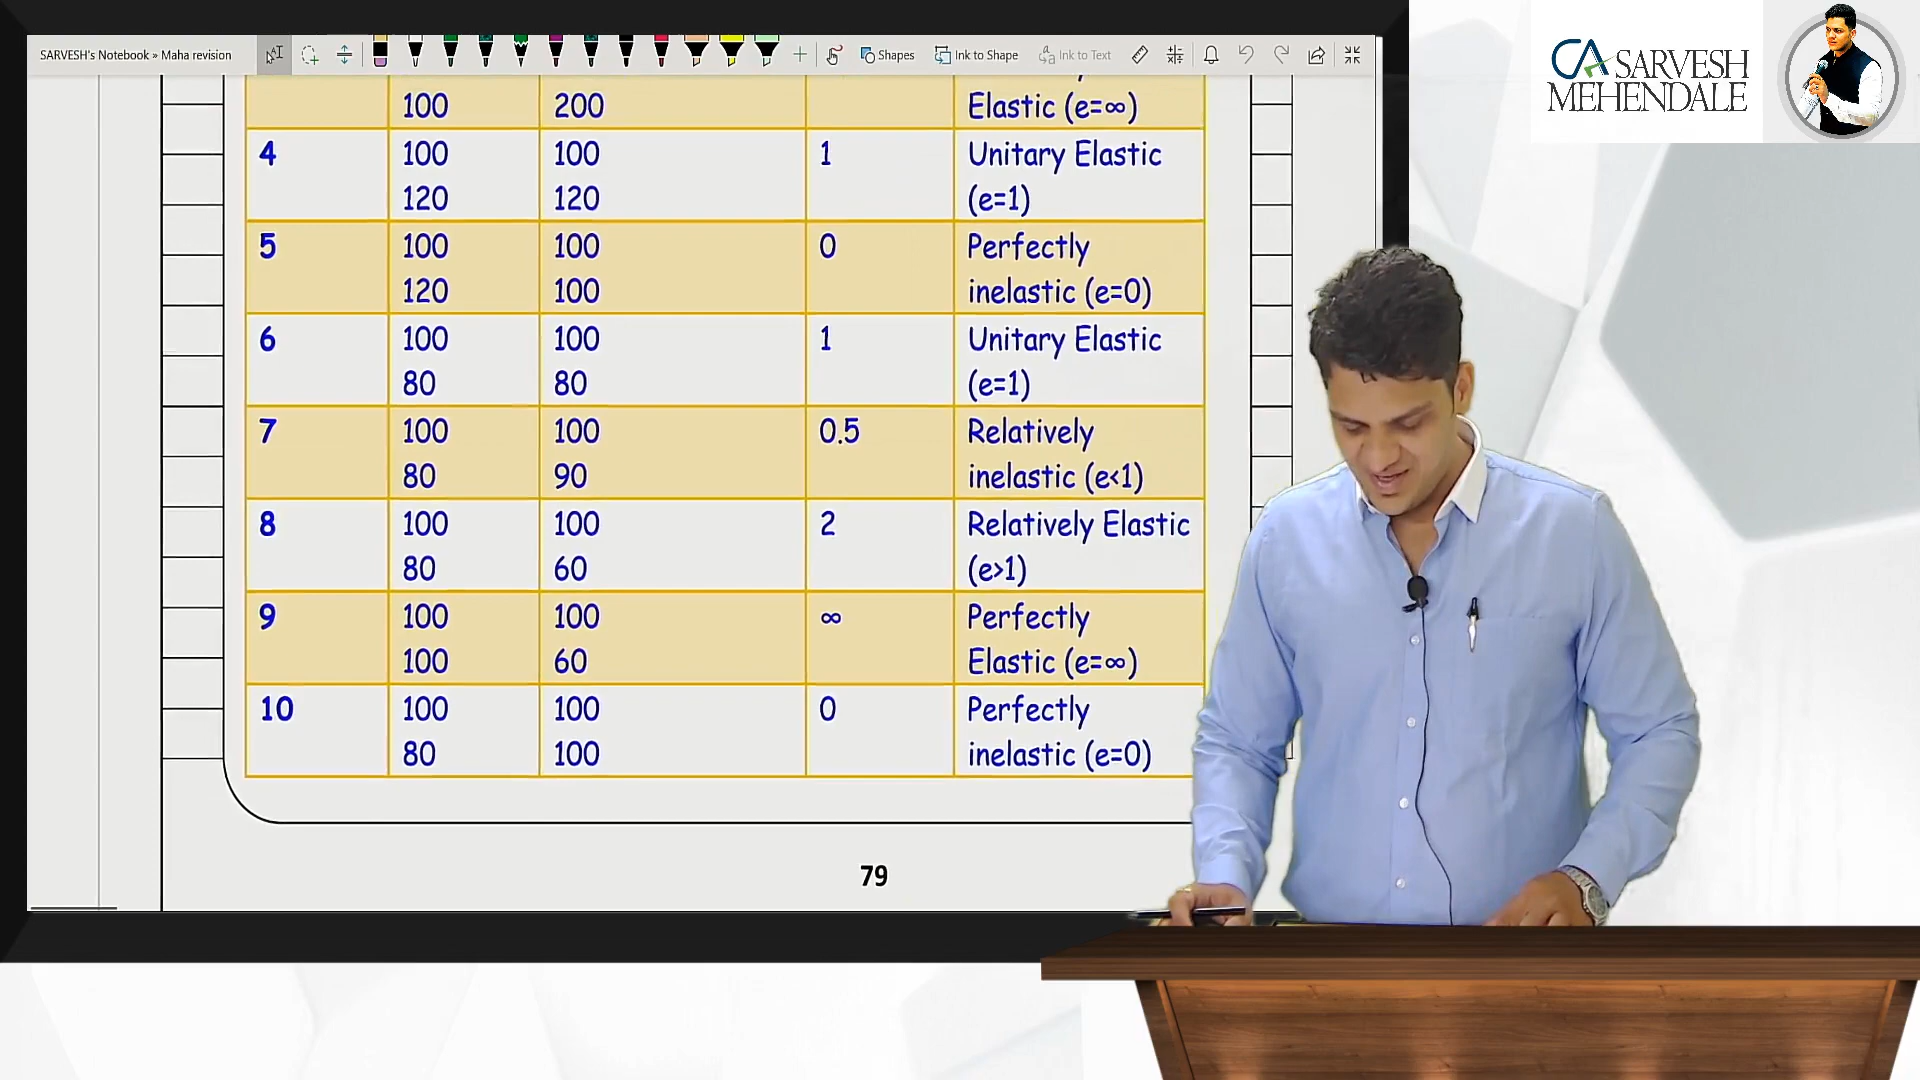 SARVESH's Notebook » Maha revision
Shapes
Ink to Shape
Ink to Text
CA SARVESH
MEHENDALE
100 200 Elastic (e=∞)
4 100 100 1 Unitary Elastic
120 120 (e=1)
5 100 100 0 Perfectly
120 100 inelastic (e=0)
6 100 100 1 Unitary Elastic
80 80 (e=1)
7 100 100 0.5 Relatively
80 90 inelastic (e<1)
8 100 100 2 Relatively Elastic
80 60 (e>1)
9 100 100 ∞ Perfectly
100 60 Elastic (e=∞)
10 100 100 0 Perfectly
80 100 inelastic (e=0)
79